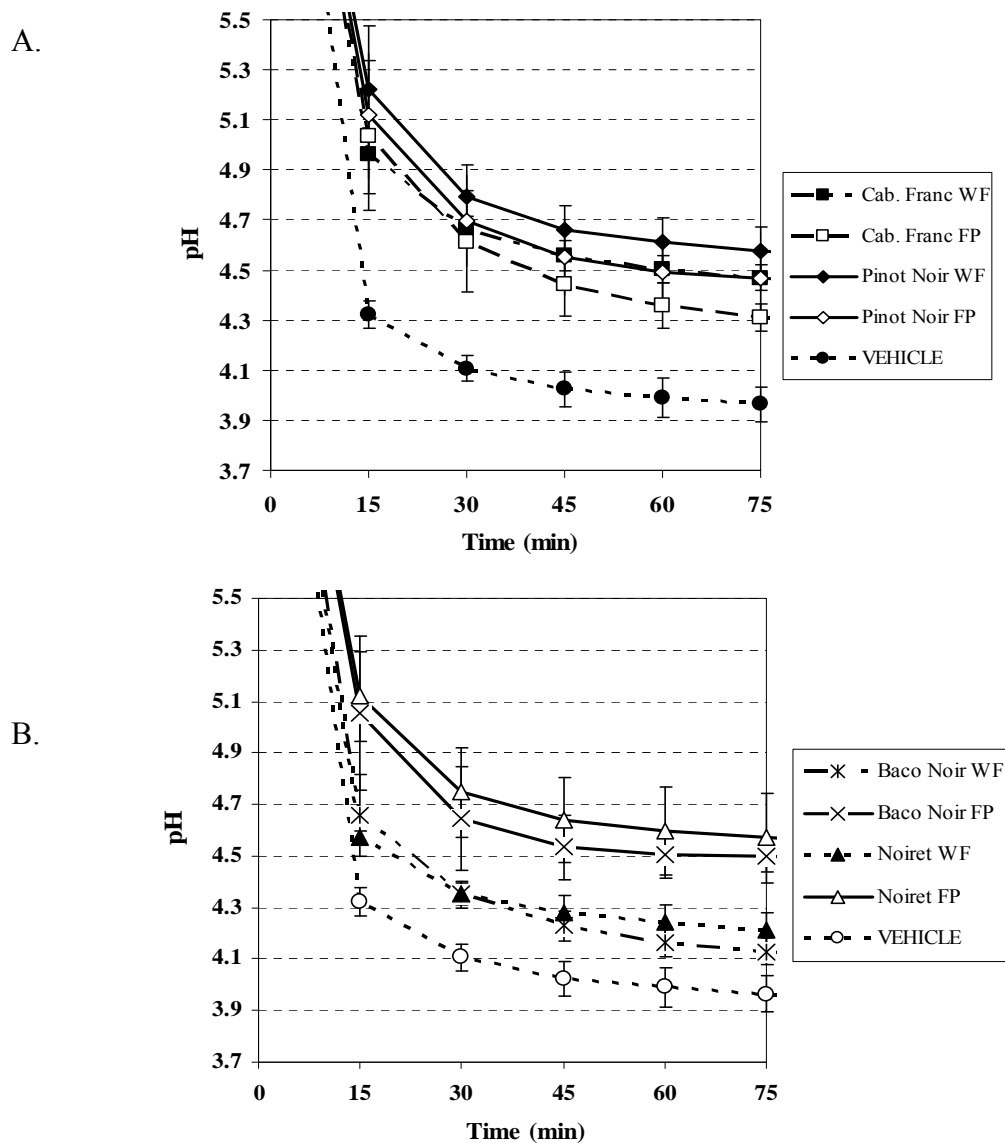 A.
5.5
5.3
5.1
4.9
4.7
4.5
4.3
4.1
3.9
3.7
pH
0 15 30 45 60 75
Time (min)
Cab. Franc WF
Cab. Franc FP
Pinot Noir WF
Pinot Noir FP
VEHICLE
B.
5.5
5.3
5.1
4.9
4.7
4.5
4.3
4.1
3.9
3.7
pH
0 15 30 45 60 75
Time (min)
Baco Noir WF
Baco Noir FP
Noiret WF
Noiret FP
VEHICLE